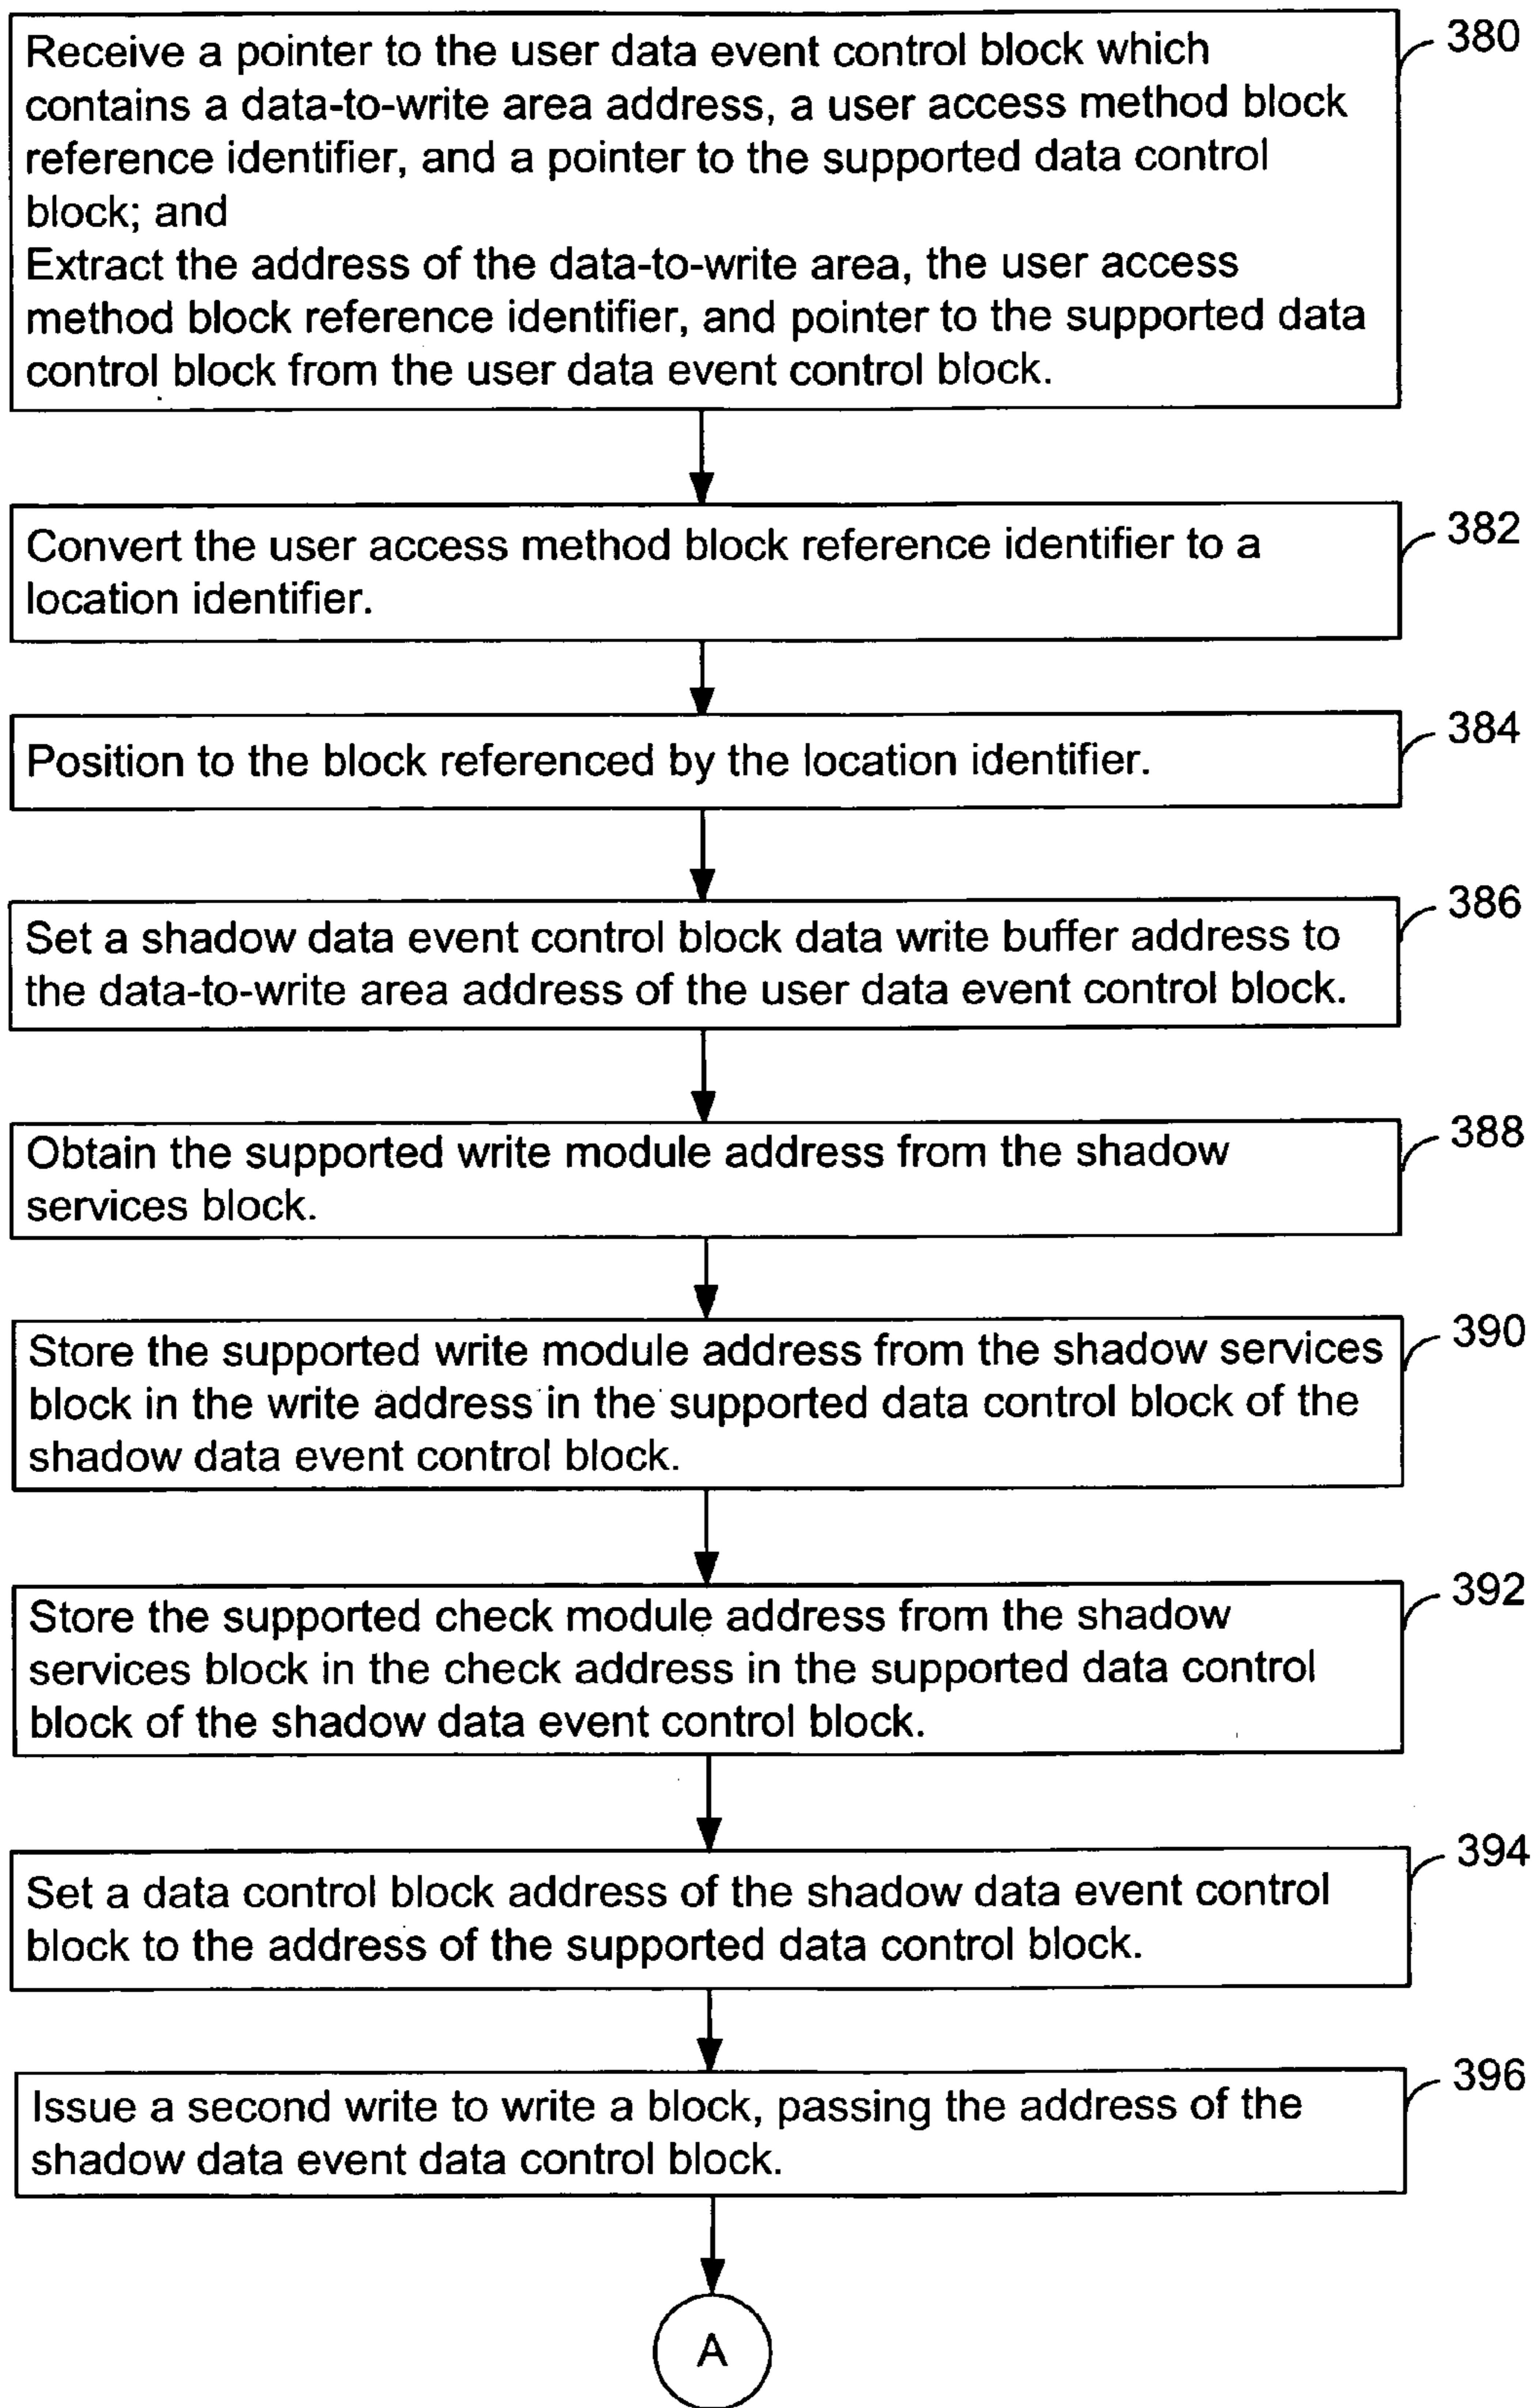 Receive a pointer to the user data event control block which
contains a data-to-write area address, a user access method block
reference identifier, and a pointer to the supported data control
block; and
Extract the address of the data-to-write area, the user access
method block reference identifier, and pointer to the supported data
control block from the user data event control block.
380
Convert the user access method block reference identifier to a
location identifier.
382
Position to the block referenced by the location identifier.
384
Set a shadow data event control block data write buffer address to
the data-to-write area address of the user data event control block.
386
Obtain the supported write module address from the shadow
services block.
388
Store the supported write module address from the shadow services
block in the write address in the supported data control block of the
shadow data event control block.
390
Store the supported check module address from the shadow
services block in the check address in the supported data control
block of the shadow data event control block.
392
Set a data control block address of the shadow data event control
block to the address of the supported data control block.
394
Issue a second write to write a block, passing the address of the
shadow data event data control block.
396
A